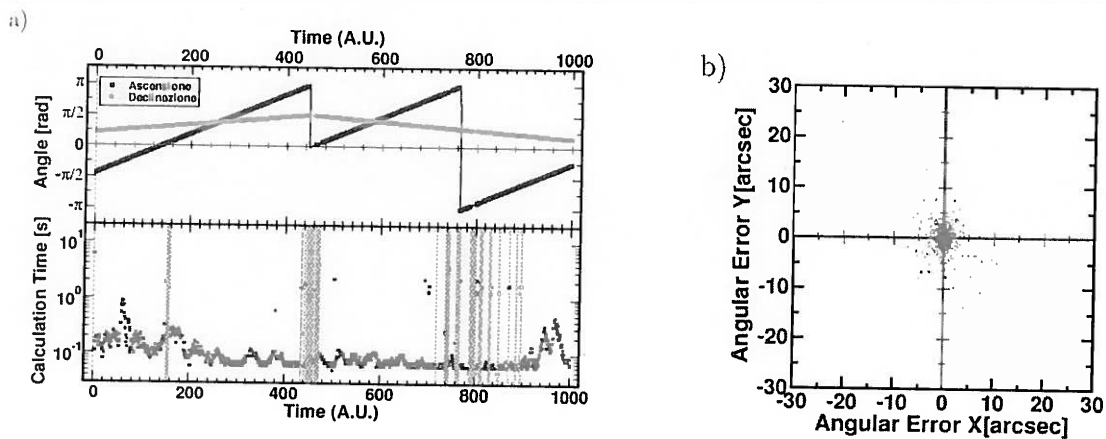 a)
Time (A.U.)
0 200 400 600 800 1000
π
π/2
0
-π/2
-π
Angle [rad]
Ascensione
Declinazione
10¹
10⁰
10⁻¹
Calculation Time [s]
0 200 400 600 800 1000
Time (A.U.)
b)
30
20
10
0
-10
-20
-30
Angular Error Y[arcsec]
-30 -20 -10 0 10 20 30
Angular Error X[arcsec]